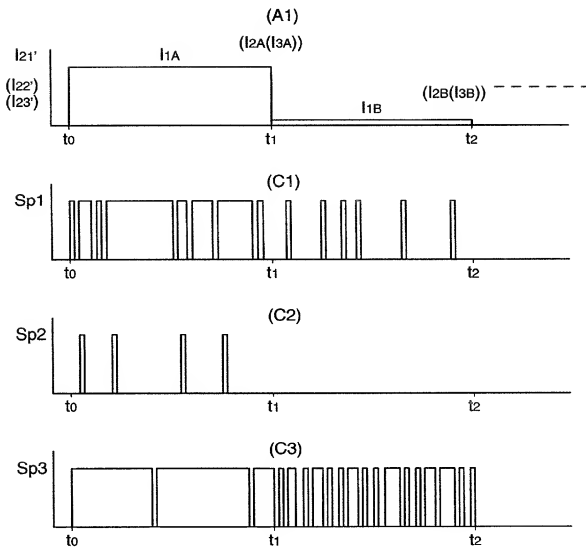 (A1)
I21'
(I22')
(I23')
I1A
(I2A(I3A))
I1B
(I2B(I3B))
t0
t1
t2
(C1)
Sp1
t0
t1
t2
(C2)
Sp2
t0
t1
t2
(C3)
Sp3
t0
t1
t2